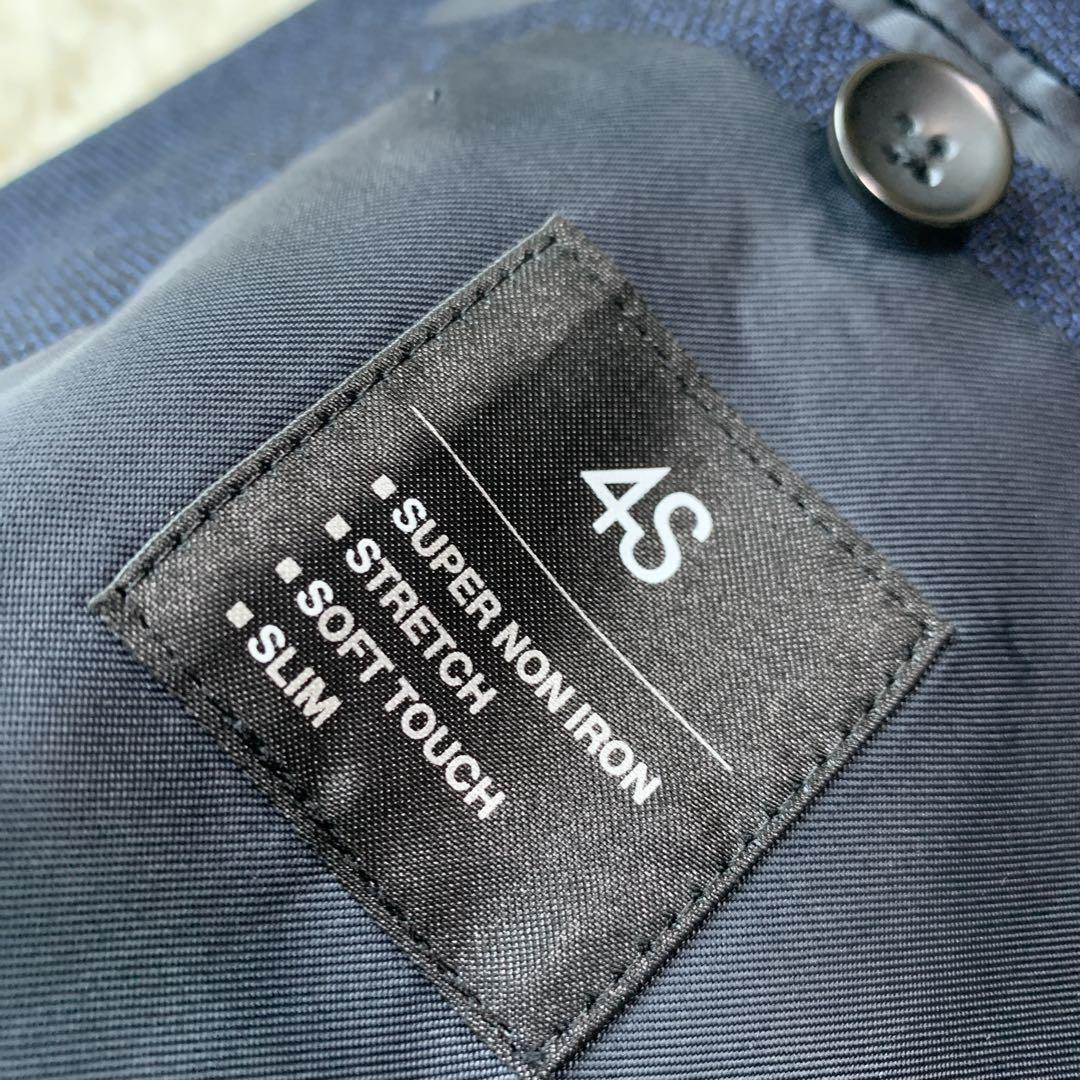 4S
■ SUPER NON IRON
■ STRETCH
■ SOFT TOUCH
■ SLIM